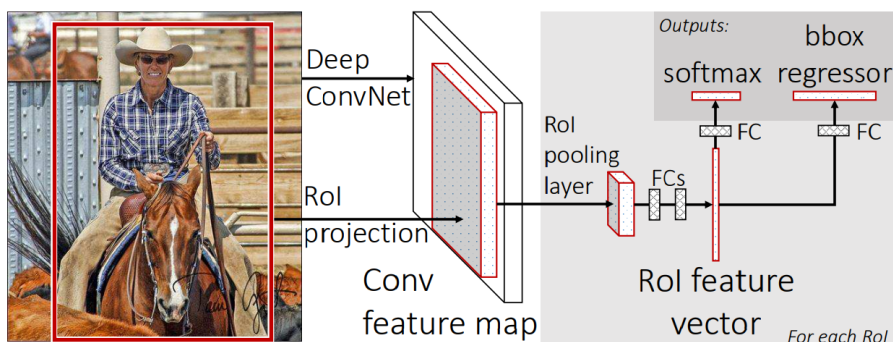 Deep
ConvNet
RoI
projection
Conv
feature map
RoI
pooling
layer
FCs
RoI feature
vector
Outputs:
softmax
bbox
regressor
FC
FC
For each RoI